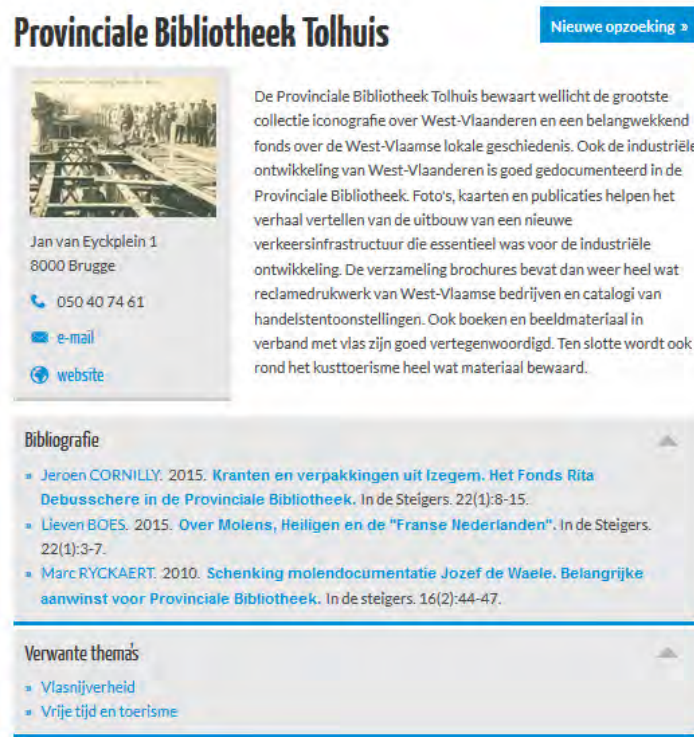 Provinciale Bibliotheek Tolhuis
Nieuwe opzoeking »
Jan van Eyckplein 1
8000 Brugge
050 40 74 61
e-mail
website
De Provinciale Bibliotheek Tolhuis bewaart wellicht de grootste
collectie iconografie over West-Vlaanderen en een belangwekkend
fonds over de West-Vlaamse lokale geschiedenis. Ook de industriële
ontwikkeling van West-Vlaanderen is goed gedocumenteerd in de
Provinciale Bibliotheek. Foto's, kaarten en publicaties helpen het
verhaal vertellen van de uitbouw van een nieuwe
verkeersinfrastructuur die essentieel was voor de industriële
ontwikkeling. De verzameling brochures bevat dan weer heel wat
reclamedrukwerk van West-Vlaamse bedrijven en catalogi van
handelstentoonstellingen. Ook boeken en beeldmateriaal in
verband met vlas zijn goed vertegenwoordigd. Ten slotte wordt ook
rond het kusttoerisme heel wat materiaal bewaard.
Bibliografie
» Jeroen CORNILLY. 2015. Kranten en verpakkingen uit Izegem. Het Fonds Rita
Debusschere in de Provinciale Bibliotheek. In de Steigers. 22(1):8-15.
» Lieven BOES. 2015. Over Molens, Heiligen en de "Franse Nederlanden". In de Steigers.
22(1):3-7.
» Marc RYCKAERT. 2010. Schenking molendocumentatie Jozef de Waele. Belangrijke
aanwinst voor Provinciale Bibliotheek. In de steigers. 16(2):44-47.
Verwante thema's
» Vlasnijverheid
» Vrije tijd en toerisme